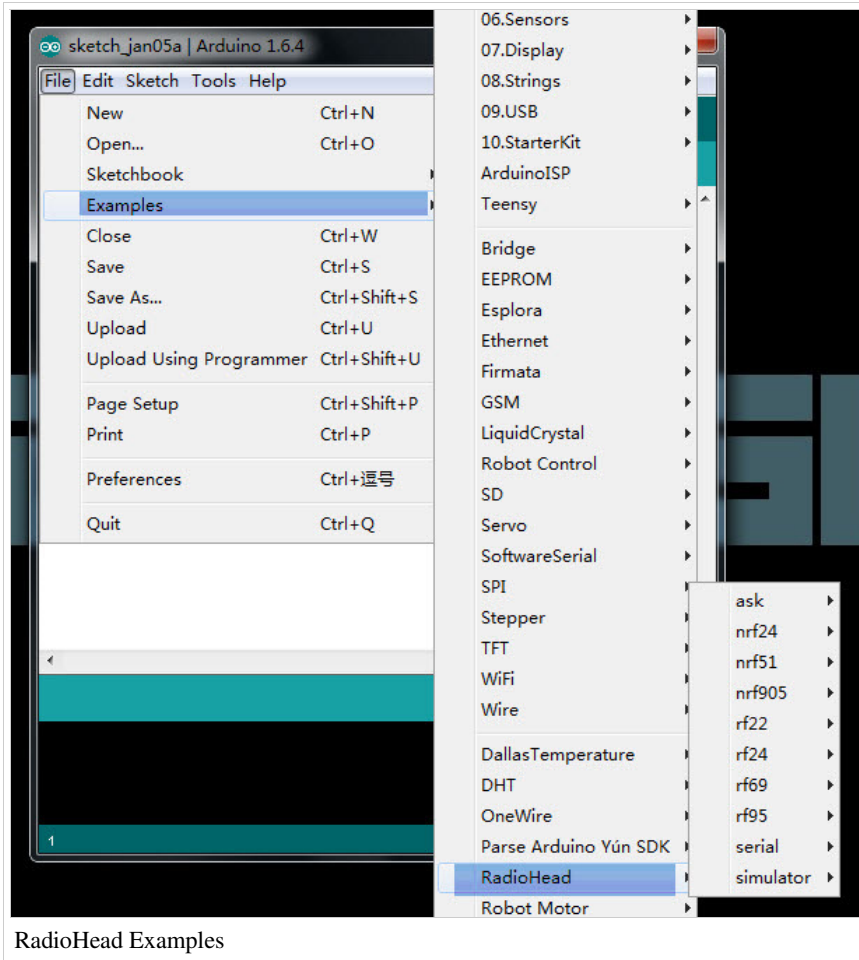 sketch_jan05a | Arduino 1.6.4
File Edit Sketch Tools Help
New Ctrl+N
Open... Ctrl+O
Sketchbook
Examples
Close Ctrl+W
Save Ctrl+S
Save As... Ctrl+Shift+S
Upload Ctrl+U
Upload Using Programmer Ctrl+Shift+U
Page Setup Ctrl+Shift+P
Print Ctrl+P
Preferences Ctrl+逗号
Quit Ctrl+Q
1
06.Sensors
07.Display
08.Strings
09.USB
10.StarterKit
ArduinoISP
Teensy
Bridge
EEPROM
Esplora
Ethernet
Firmata
GSM
LiquidCrystal
Robot Control
SD
Servo
SoftwareSerial
SPI
Stepper
TFT
WiFi
Wire
DallasTemperature
DHT
OneWire
Parse Arduino Yún SDK
RadioHead
Robot Motor
ask
nrf24
nrf51
nrf905
rf22
rf24
rf69
rf95
serial
simulator
RadioHead Examples